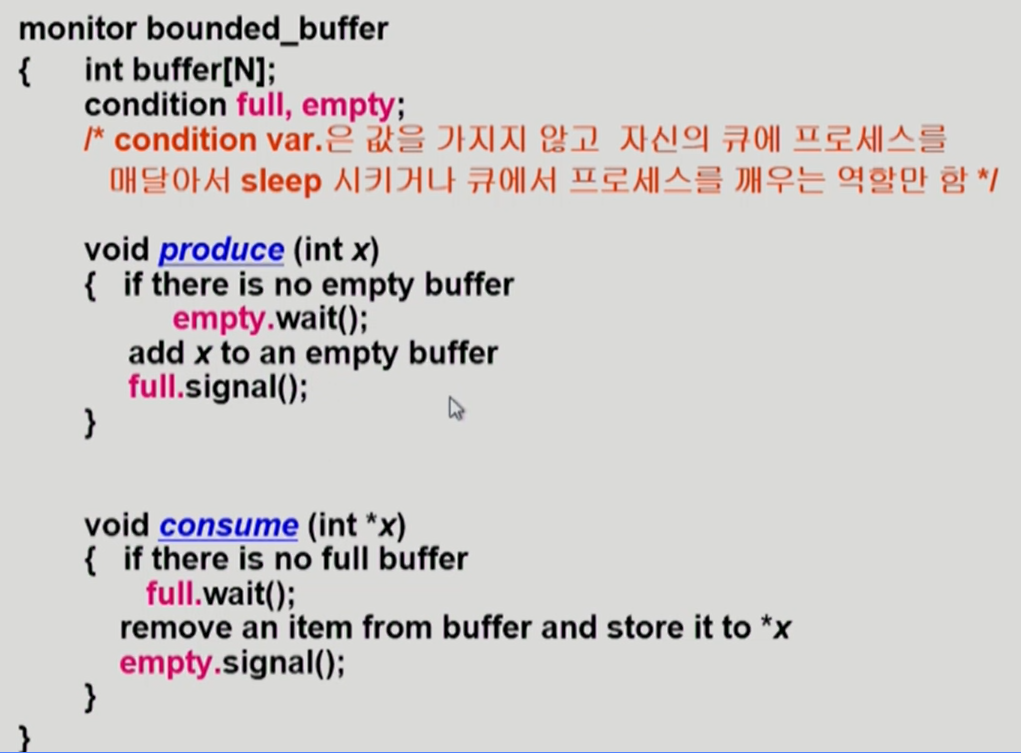 monitor bounded_buffer
{ int buffer[N];
condition full, empty;
/* condition var.은 값을 가지지 않고 자신의 큐에 프로세스를
매달아서 sleep 시키거나 큐에서 프로세스를 깨우는 역할만 함 */
void produce (int x)
{ if there is no empty buffer
empty.wait();
add x to an empty buffer
full.signal();
}
void consume (int *x)
{ if there is no full buffer
full.wait();
remove an item from buffer and store it to *x
empty.signal();
}
}